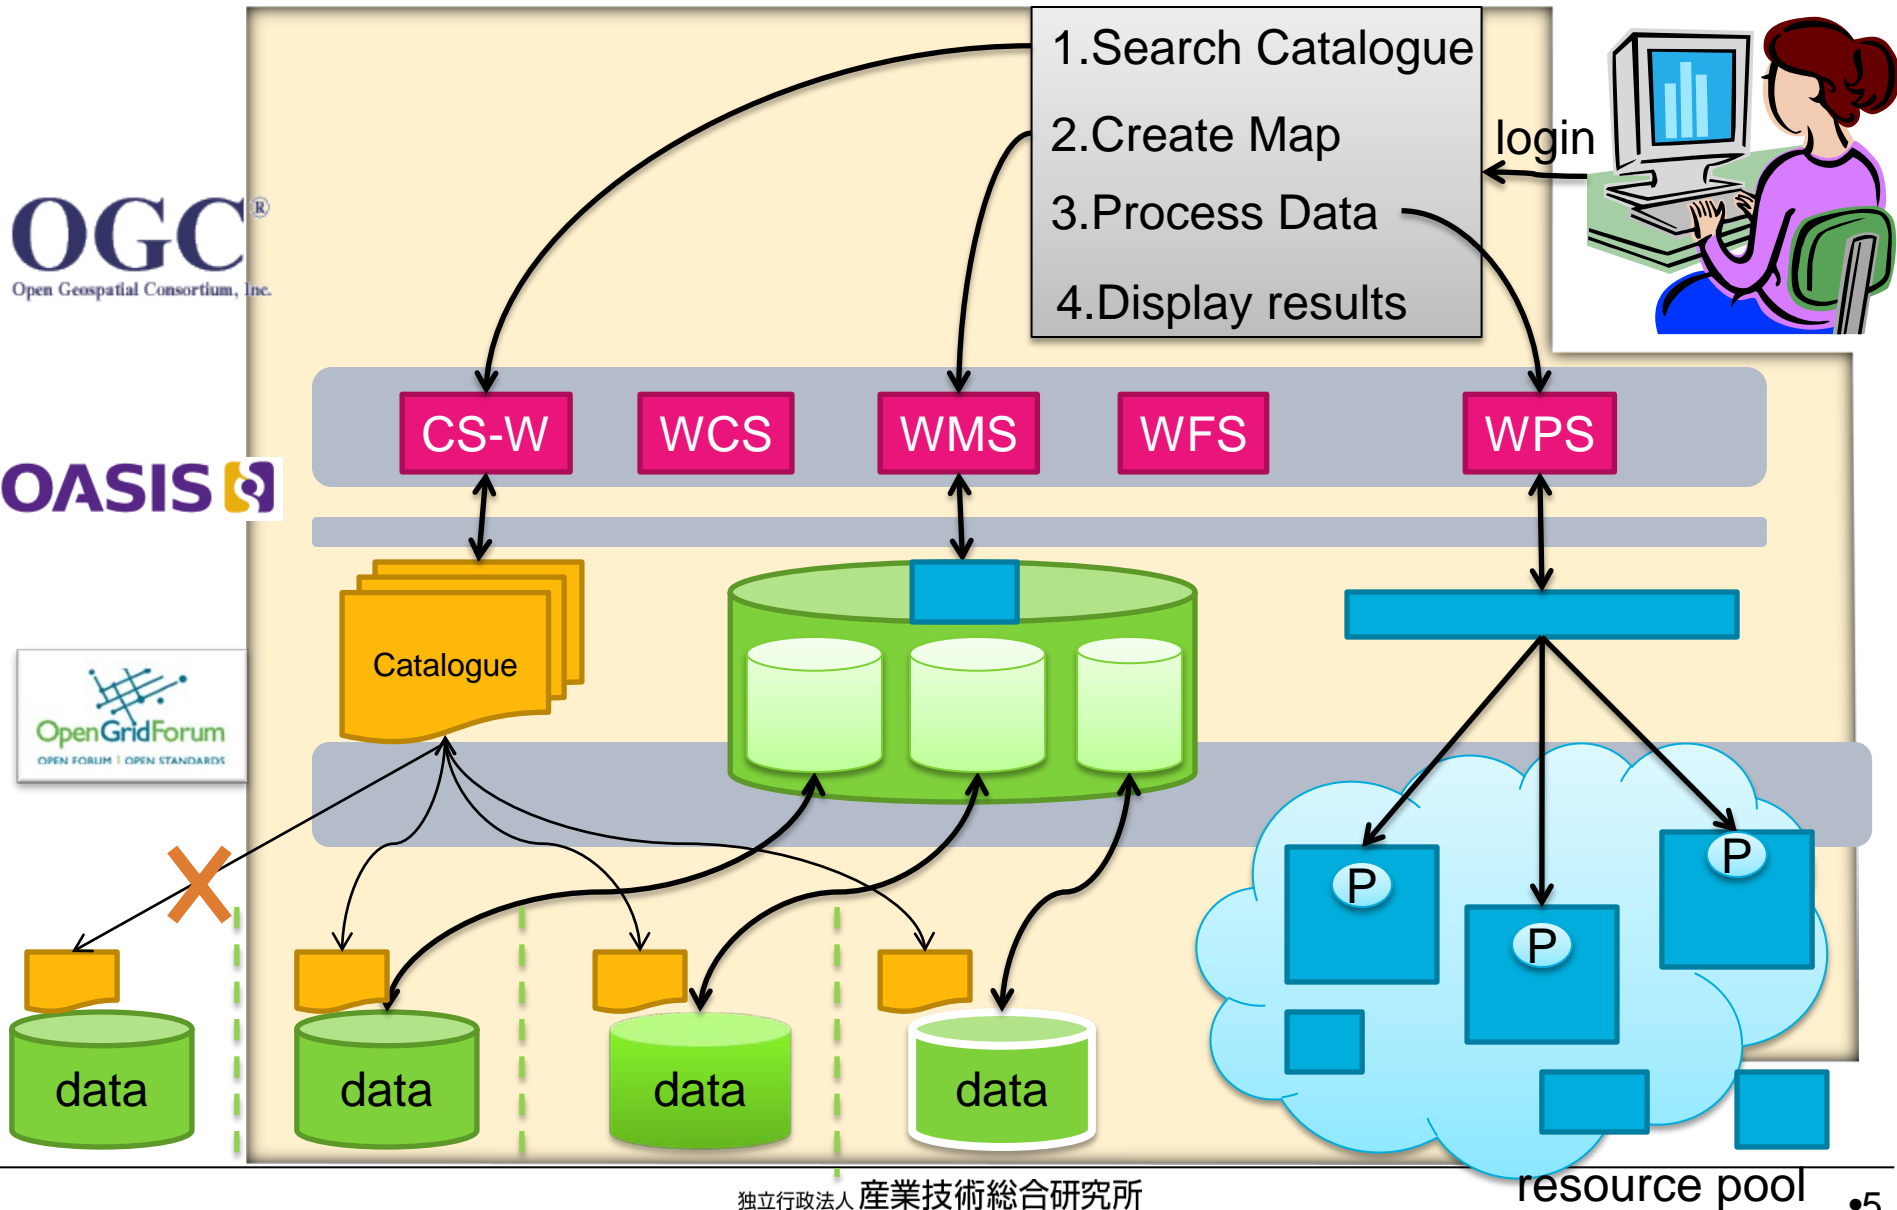 1.Search Catalogue
2.Create Map
login
3.Process Data
4.Display results
OGC®
Open Geospatial Consortium, Inc.
CS-W
WCS
WMS
WFS
WPS
OASIS
Catalogue
OpenGridForum
OPEN FORUM | OPEN STANDARDS
P
P
P
data
data
data
data
resource pool
独立行政法人 産業技術総合研究所
•5